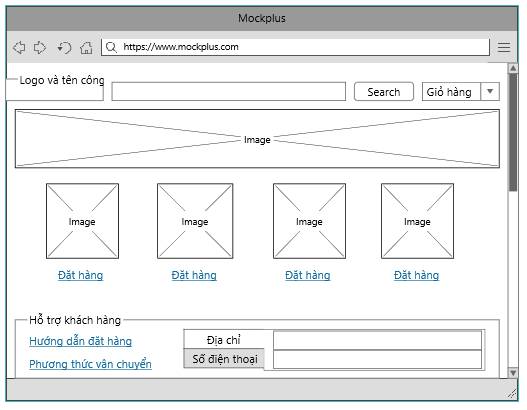 Mockplus
https://www.mockplus.com
Logo và tên công
Search
Giỏ hàng
Image
Image
Image
Image
Image
Đặt hàng
Đặt hàng
Đặt hàng
Đặt hàng
Hỗ trợ khách hàng
Hướng dẫn đặt hàng
Địa chỉ
Số điện thoại
Phương thức vân chuyển